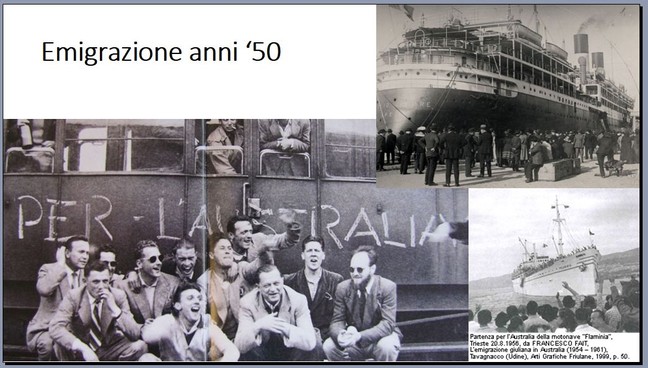 Emigrazione anni ‘50
PER - L'AUSTRALIA
Partenza per l'Australia della motonave "Flaminia",
Trieste 20.8.1956, da FRANCESCO FAIT,
L'emigrazione giuliana in Australia (1954 – 1961),
Tavagnacco (Udine), Arti Grafiche Friulane, 1999, p. 50.